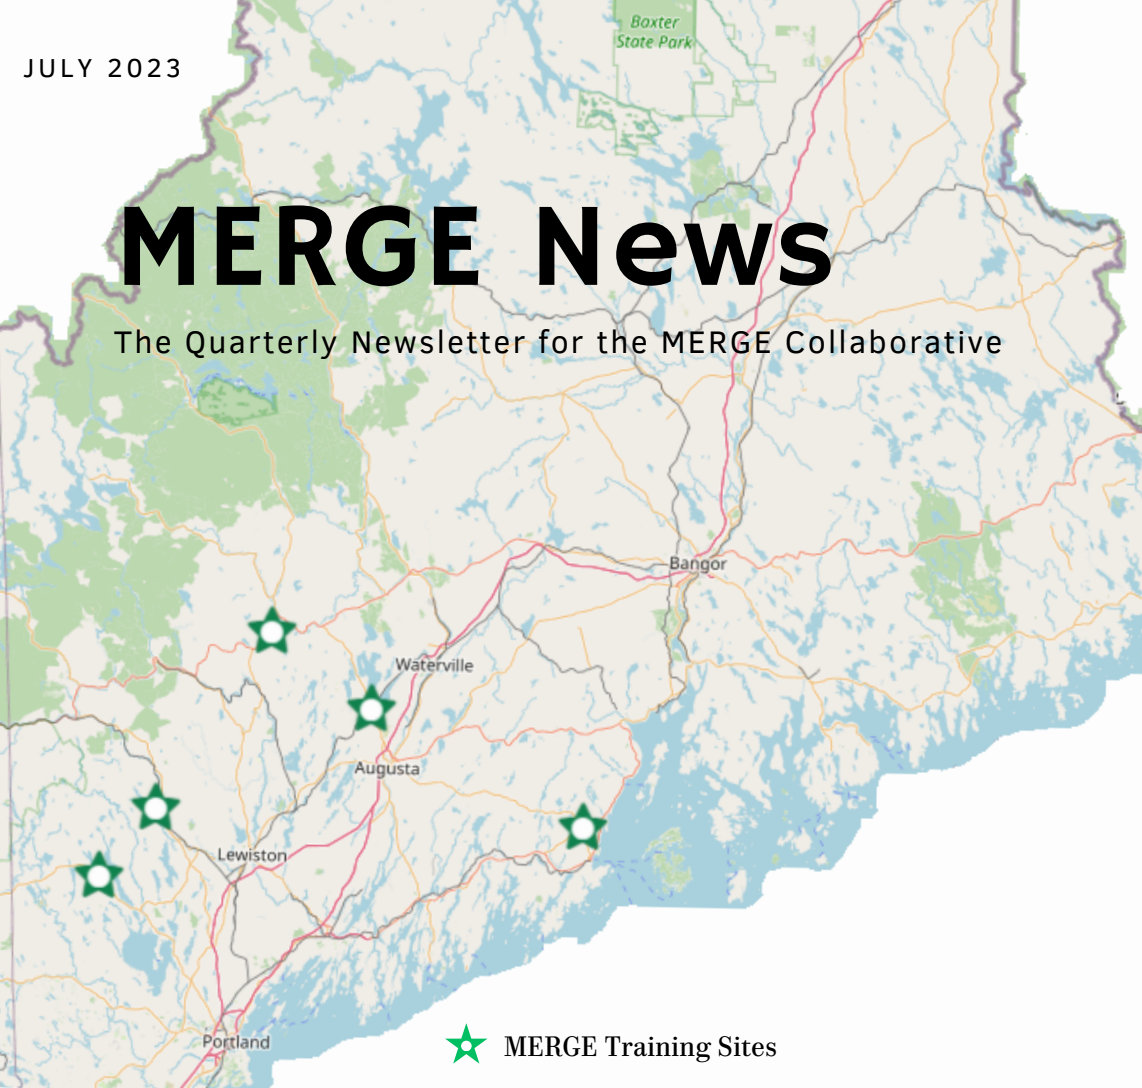 Baxter
State Park
JULY 2023
MERGE News
The Quarterly Newsletter for the MERGE Collaborative
Bangor
Waterville
Augusta
Lewiston
Portland
MERGE Training Sites